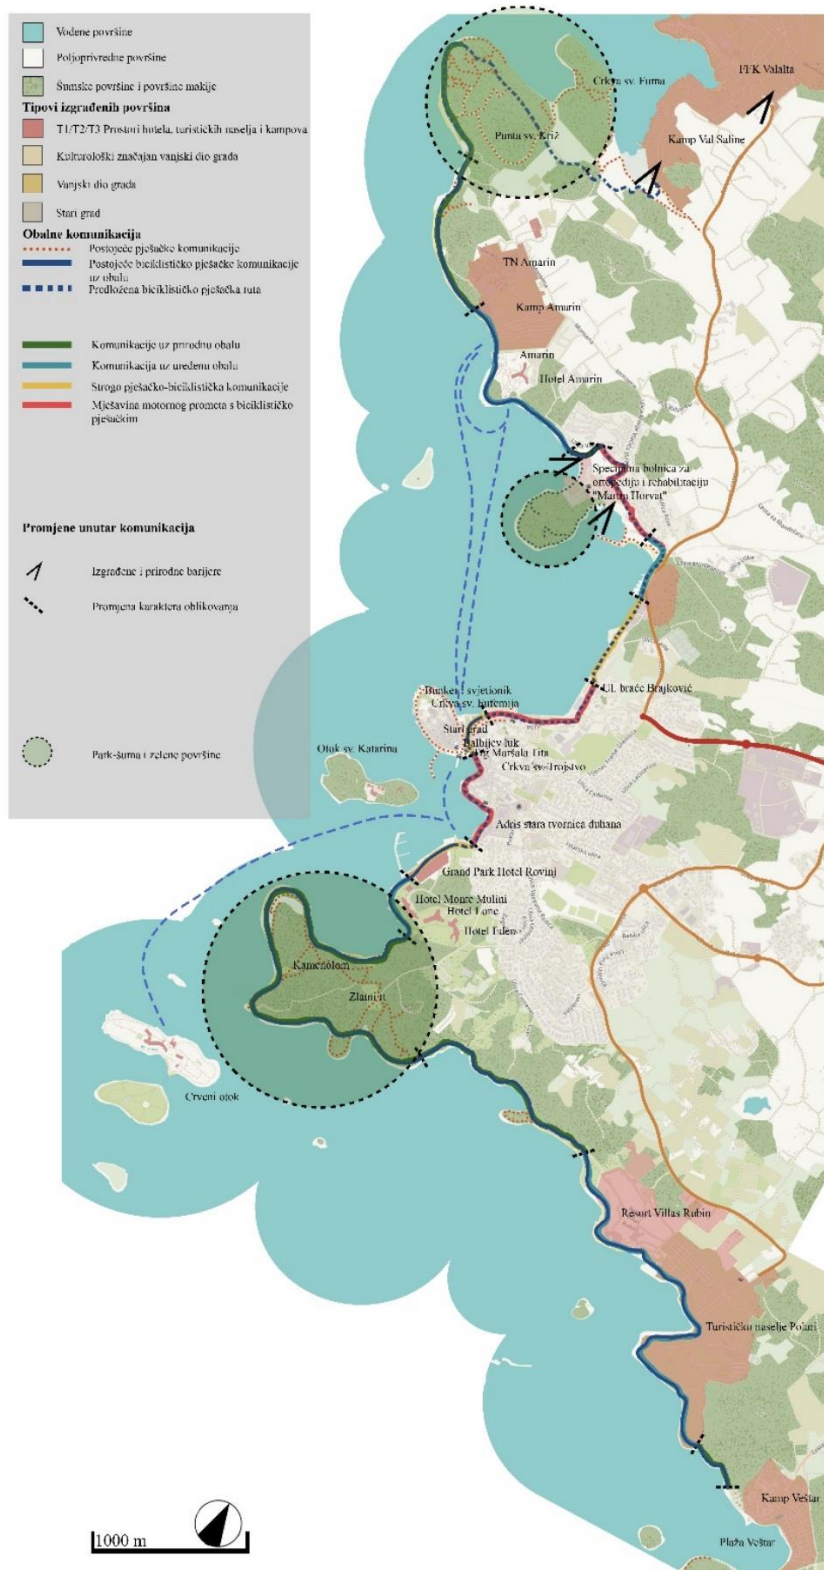 Vodene površine
Poljoprivredne površine
Šumske površine i površine makije
Tipovi izgrađenih površina
T1/T2/T3 Prostori hotela, turističkih naselja i kampova
Kulturološki značajan vanjski dio grada
Vanjski dio grada
Stari grad
Obalne komunikacija
Postojeće pješačke komunikacije
Postojeće biciklističko pješačke komunikacije
uz obalu
Predložena biciklističko pješačka ruta
Komunikacije uz prirodnu obalu
Komunikacija uz uređenu obalu
Strogo pješačko-biciklistička komunikacije
Mješavina motornog prometa s biciklističko
pješačkim
Promjene unutar komunikacija
Izgrađene i prirodne barijere
Promjena karaktera oblikovanja
Park-šuma i zelene površine
1000 m
FFK Valalta
Crkva sv. Eufuma
Punta sv. Križ
Kamp Val Saline
TN Amarin
Kamp Amarin
Amarin
Hotel Amarin
Specijalna bolnica za
ortopediju i rehabilitaciju
"Martin Horvat"
Ul. braće Brajković
Bunker i svjetionik
Crkva sv. Eufemija
Stari grad
Balbijev luk
Trg Maršala Tita
Crkva sv. Trojstvo
Otok sv. Katarina
Adris stara tvornica duhana
Grand Park Hotel Rovinj
Hotel Monte Mulini
Hotel Lone
Hotel Eden
Kamenolom
Zlatni rt
Crveni otok
Resort Villas Rubin
Turističko naselje Polari
Kamp Veštar
Plaža Veštar